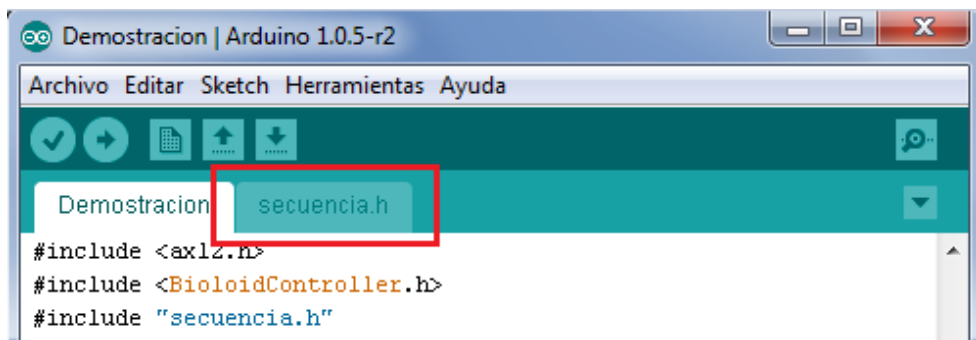 Demostracion | Arduino 1.0.5-r2
Archivo Editar Sketch Herramientas Ayuda
Demostracion secuencia.h
#include <ax12.h>
#include <BioloidController.h>
#include "secuencia.h"